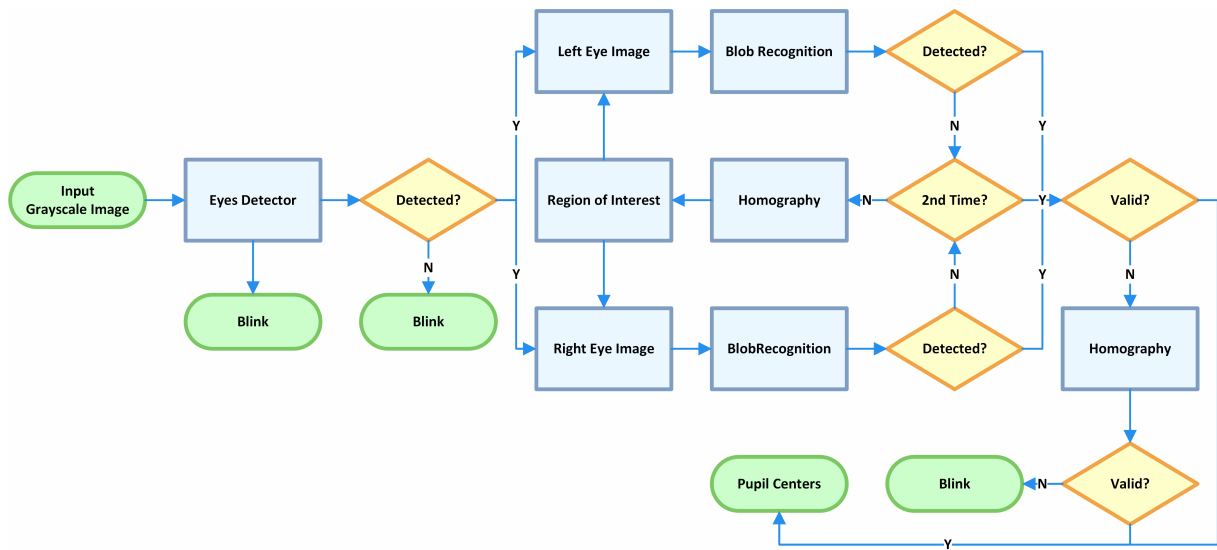 Left Eye Image
Blob Recognition
Detected?
Y
N
Y
Input
Grayscale Image
Eyes Detector
Detected?
Region of Interest
Homography
N
2nd Time?
Y
Valid?
N
Y
N
Y
N
Blink
Blink
Right Eye Image
BlobRecognition
Detected?
Homography
Pupil Centers
Blink
N
Valid?
Y